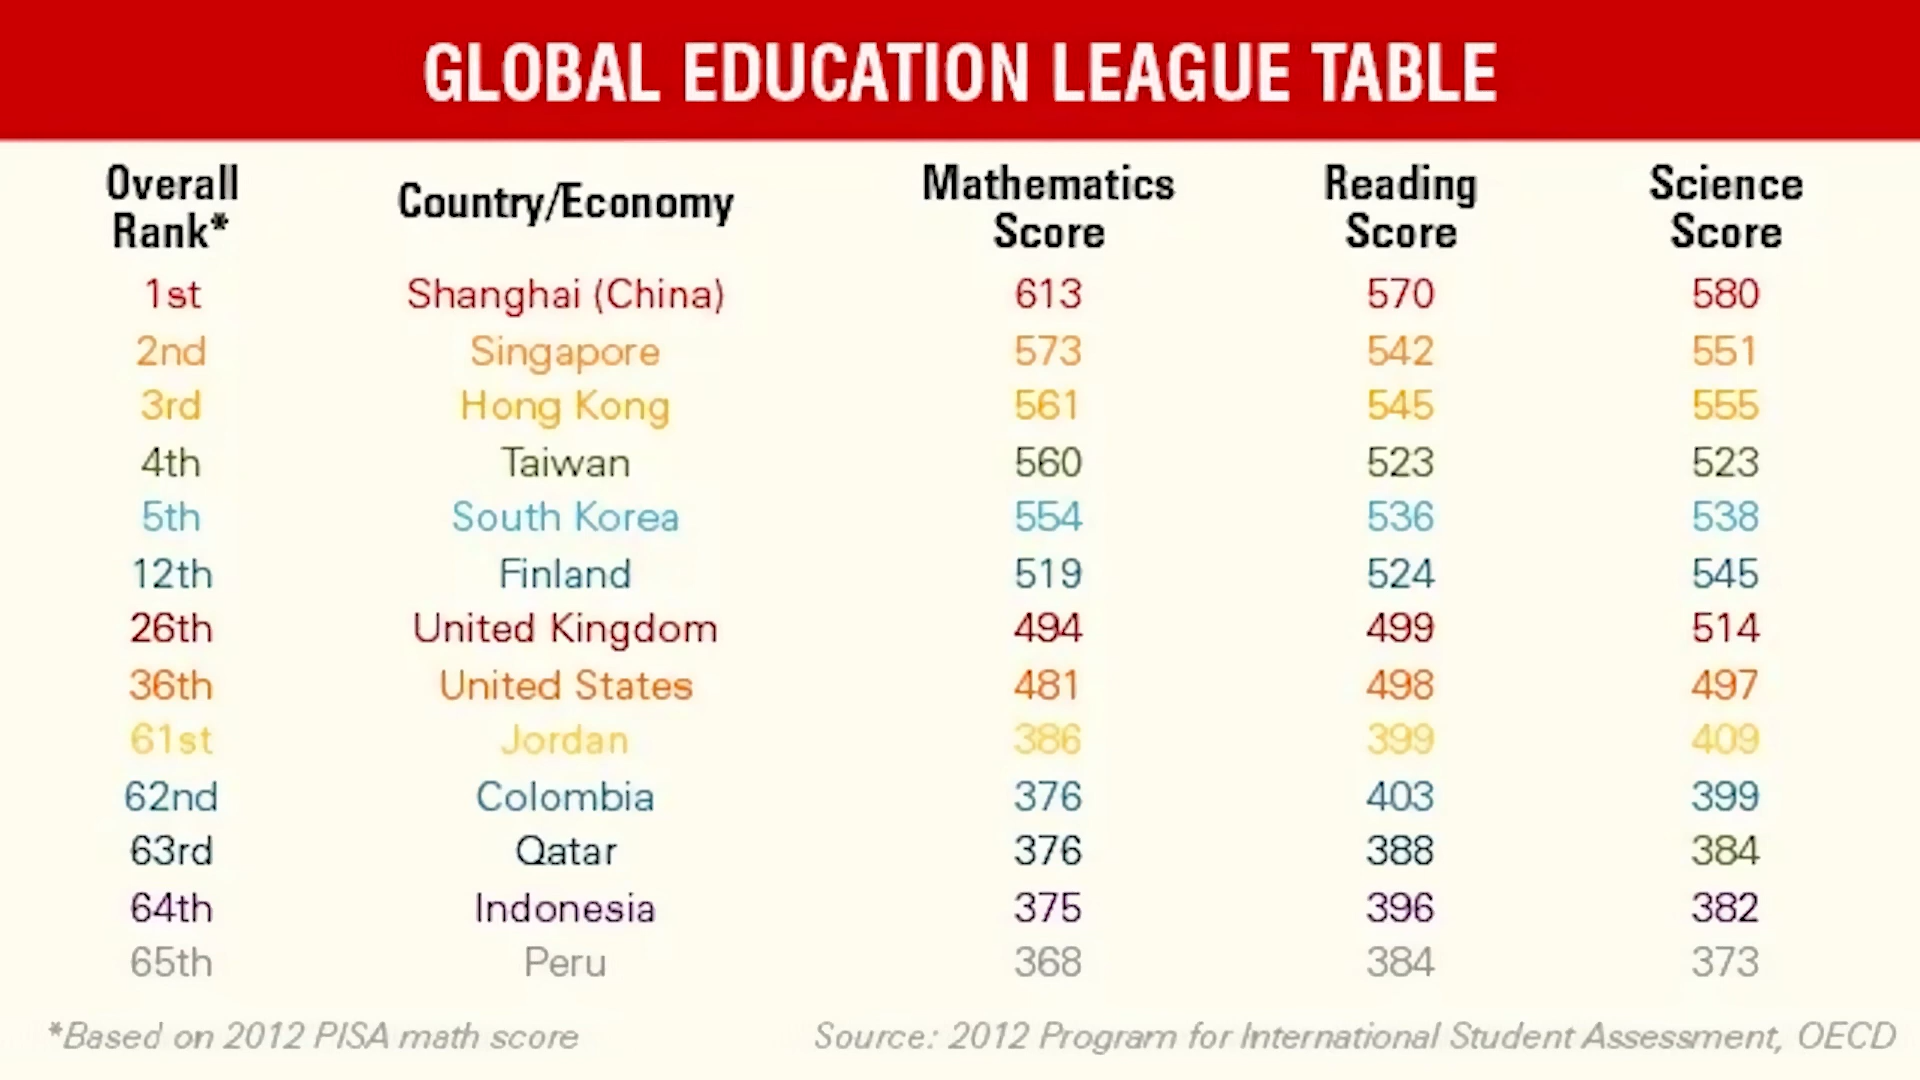 GLOBAL EDUCATION LEAGUE TABLE
Overall Rank* Country/Economy Mathematics Score Reading Score Science Score
1st Shanghai (China) 613 570 580
2nd Singapore 573 542 551
3rd Hong Kong 561 545 555
4th Taiwan 560 523 523
5th South Korea 554 536 538
12th Finland 519 524 545
26th United Kingdom 494 499 514
36th United States 481 498 497
61st Jordan 386 399 409
62nd Colombia 376 403 399
63rd Qatar 376 388 384
64th Indonesia 375 396 382
65th Peru 368 384 373
*Based on 2012 PISA math score Source: 2012 Program for International Student Assessment, OECD